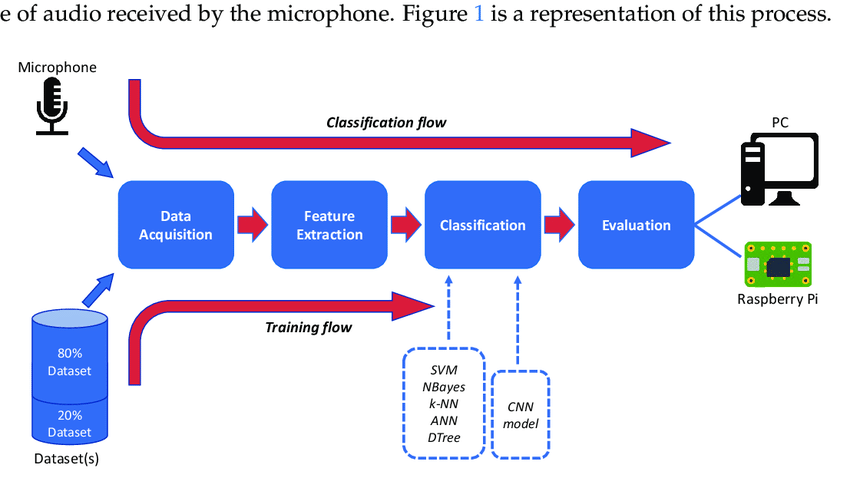 e of audio received by the microphone. Figure 1 is a representation of this process.
Microphone
Classification flow
PC
Data
Acquisition
Feature
Extraction
Classification
Evaluation
Raspberry Pi
Training flow
80%
Dataset
20%
Dataset
Dataset(s)
SVM
NBayes
k-NN
ANN
DTree
CNN
model